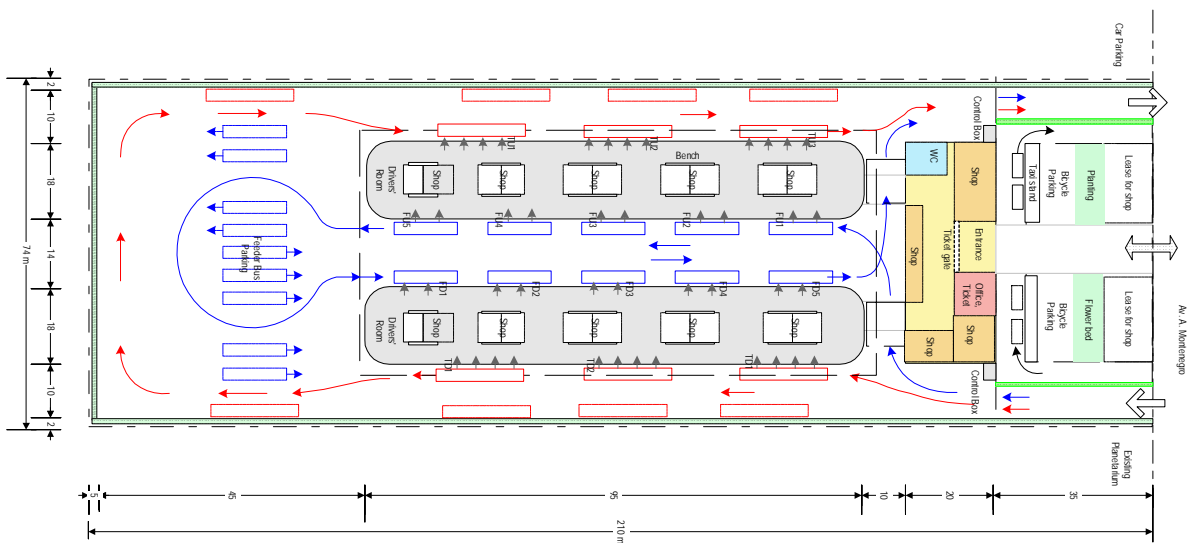 Car Parking
Control Box
TU1
TU2
TU3
Bench
WC
Shop
Taxi stand
Bicycle
Parking
Planting
Lease for shop
Drivers'
Room
Shop
Shop
Shop
Shop
Shop
FU5
FU4
FU3
FU2
FU1
Feeder Bus
Parking
Shop
Ticket gate
Entrance
FD1
FD2
FD3
FD4
FD5
Office,
Ticket
Drivers'
Room
Shop
Shop
Shop
Shop
Shop
Shop
Shop
Bicycle
Parking
Flower bed
Lease for shop
TD1
TD2
TD1
Control Box
Av. A. Montenegro
Existing
Planetarium
2
10
18
14
18
10
2
74 m
5
45
95
10
20
35
210 m